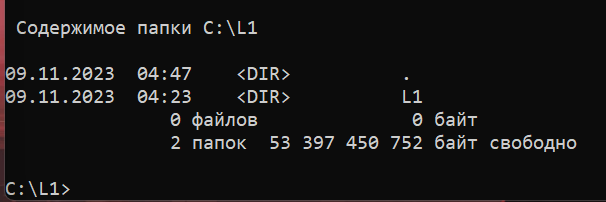 Содержимое папки C:\L1
09.11.2023  04:47    <DIR>          .
09.11.2023  04:23    <DIR>          L1
               0 файлов              0 байт
               2 папок  53 397 450 752 байт свободно
C:\L1>